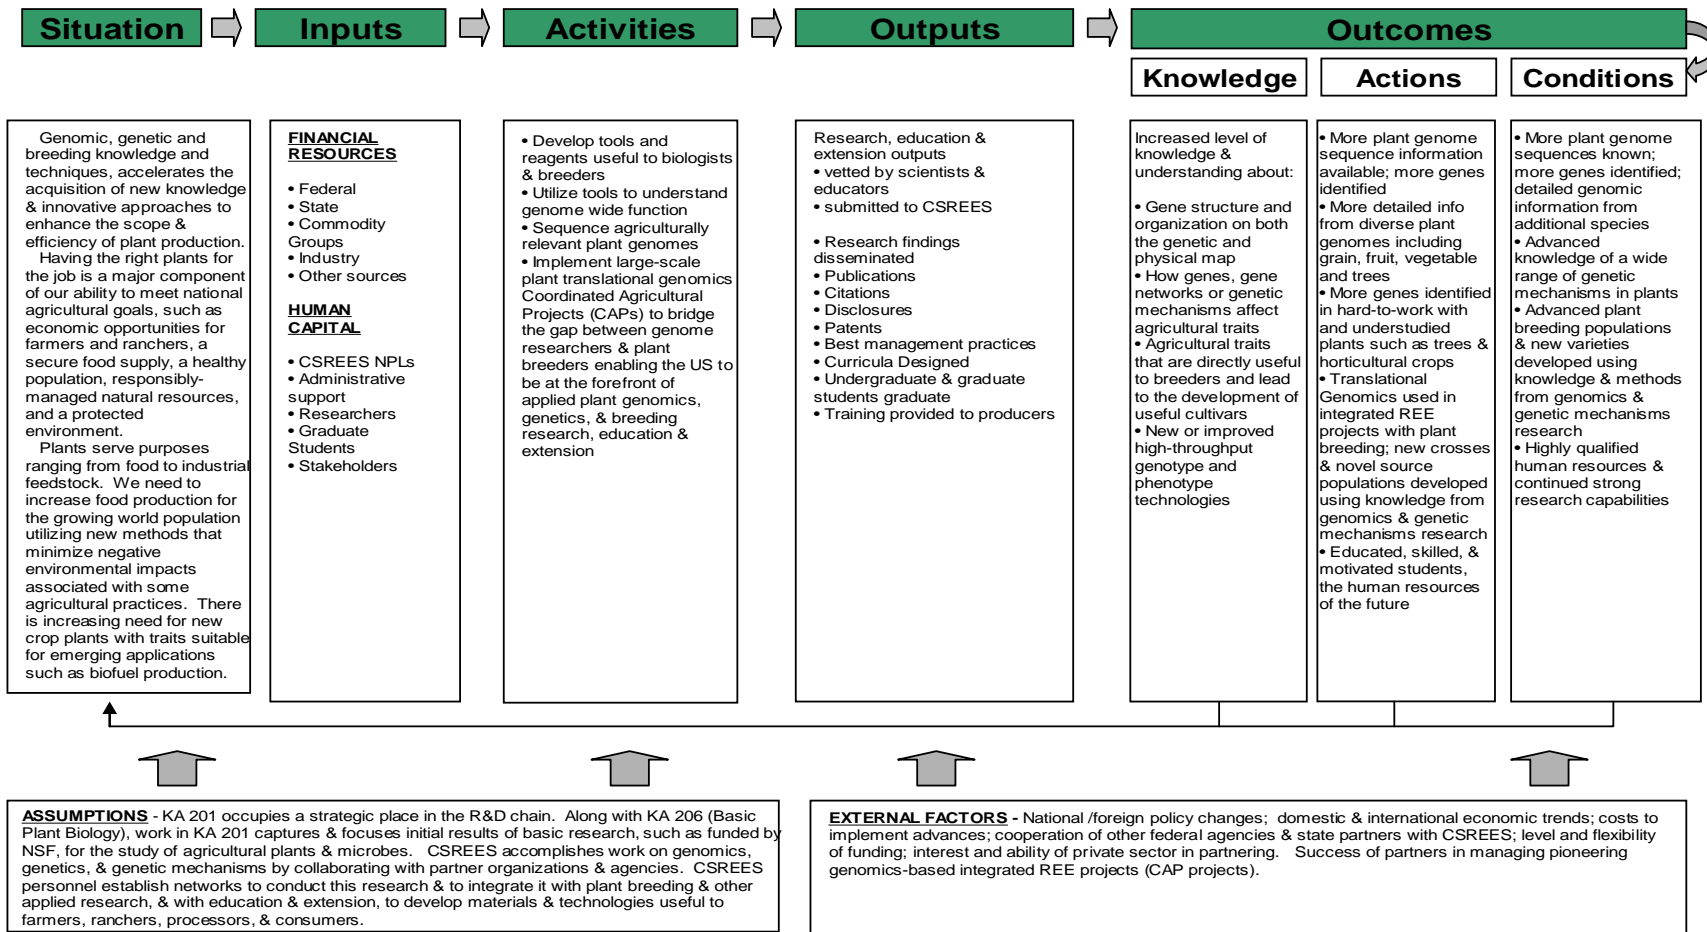 Situation
Inputs
Activities
Outputs
Outcomes
Knowledge
Actions
Conditions
Genomic, genetic and
breeding knowledge and
techniques, accelerates the
acquisition of new knowledge
& innovative approaches to
enhance the scope &
efficiency of plant production.
Having the right plants for
the job is a major component
of our ability to meet national
agricultural goals, such as
economic opportunities for
farmers and ranchers, a
secure food supply, a healthy
population, responsibly-
managed natural resources,
and a protected
environment.
Plants serve purposes
ranging from food to industrial
feedstock.  We need to
increase food production for
the growing world population
utilizing new methods that
minimize negative
environmental impacts
associated with some
agricultural practices.  There
is increasing need for new
crop plants with traits suitable
for emerging applications
such as biofuel production.
FINANCIAL
RESOURCES
• Federal
• State
• Commodity
Groups
• Industry
• Other sources
HUMAN
CAPITAL
• CSREES NPLs
• Administrative
support
• Researchers
• Graduate
Students
• Stakeholders
• Develop tools and
reagents useful to biologists
& breeders
• Utilize tools to understand
genome wide function
• Sequence agriculturally
relevant plant genomes
• Implement large-scale
plant translational genomics
Coordinated Agricultural
Projects (CAPs) to bridge
the gap between genome
researchers & plant
breeders enabling the US to
be at the forefront of
applied plant genomics,
genetics, & breeding
research, education &
extension
Research, education &
extension outputs
• vetted by scientists &
educators
• submitted to CSREES
• Research findings
disseminated
• Publications
• Citations
• Disclosures
• Patents
• Best management practices
• Curricula Designed
• Undergraduate & graduate
students graduate
• Training provided to producers
Increased level of
knowledge &
understanding about:
• Gene structure and
organization on both
the genetic and
physical map
• How genes, gene
networks or genetic
mechanisms affect
agricultural traits
• Agricultural traits
that are directly useful
to breeders and lead
to the development of
useful cultivars
• New or improved
high-throughput
genotype and
phenotype
technologies
• More plant genome
sequence information
available; more genes
identified
• More detailed info
from diverse plant
genomes including
grain, fruit, vegetable
and trees
• More genes identified
in hard-to-work with
and understudied
plants such as trees &
horticultural crops
• Translational
Genomics used in
integrated REE
projects with plant
breeding; new crosses
& novel source
populations developed
using knowledge from
genomics & genetic
mechanisms research
• Educated, skilled, &
motivated students,
the human resources
of the future
• More plant genome
sequences known;
more genes identified;
detailed genomic
information from
additional species
• Advanced
knowledge of a wide
range of genetic
mechanisms in plants
• Advanced plant
breeding populations
& new varieties
developed using
knowledge & methods
from genomics &
genetic mechanisms
research
• Highly qualified
human resources &
continued strong
research capabilities
ASSUMPTIONS - KA 201 occupies a strategic place in the R&D chain.  Along with KA 206 (Basic
Plant Biology), work in KA 201 captures & focuses initial results of basic research, such as funded by
NSF, for the study of agricultural plants & microbes.  CSREES accomplishes work on genomics,
genetics, & genetic mechanisms by collaborating with partner organizations & agencies.  CSREES
personnel establish networks to conduct this research & to integrate it with plant breeding & other
applied research, & with education & extension, to develop materials & technologies useful to
farmers, ranchers, processors, & consumers.
EXTERNAL FACTORS - National /foreign policy changes;  domestic & international economic trends; costs to
implement advances; cooperation of other federal agencies & state partners with CSREES; level and flexibility
of funding; interest and ability of private sector in partnering.   Success of partners in managing pioneering
genomics-based integrated REE projects (CAP projects).